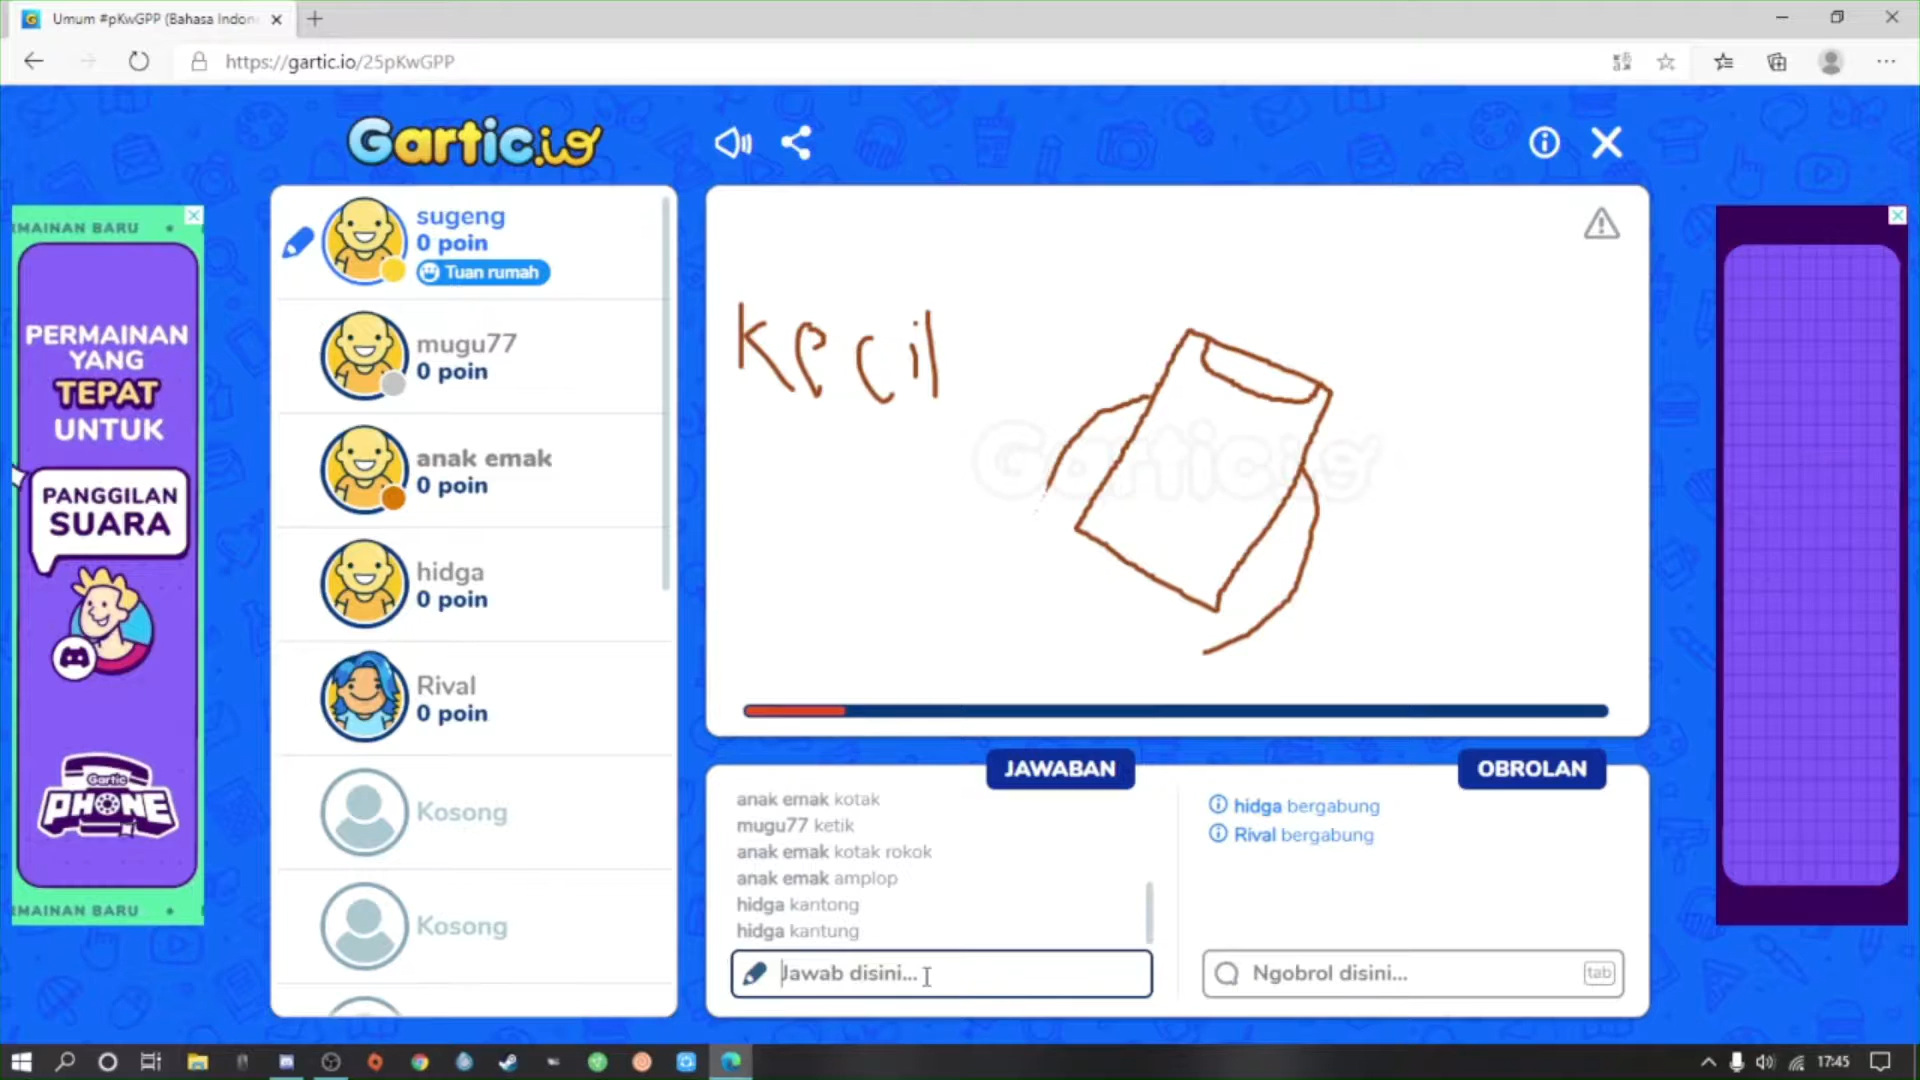 Umum #pKwGPP (Bahasa Indon
https://gartic.io/25pKwGPP
Gartic.io
MAINAN BARU
PERMAINAN
YANG
TEPAT
UNTUK
PANGGILAN
SUARA
Gartic
PHONE
MAINAN BARU
sugeng
0 poin
Tuan rumah
mugu77
0 poin
anak emak
0 poin
hidga
0 poin
Rival
0 poin
Kosong
Kosong
Kecil
Gartic.io
JAWABAN
anak emak kotak
mugu77 ketik
anak emak kotak rokok
anak emak amplop
hidga kantong
hidga kantung
Jawab disini...
OBROLAN
hidga bergabung
Rival bergabung
Ngobrol disini...
tab
17:45